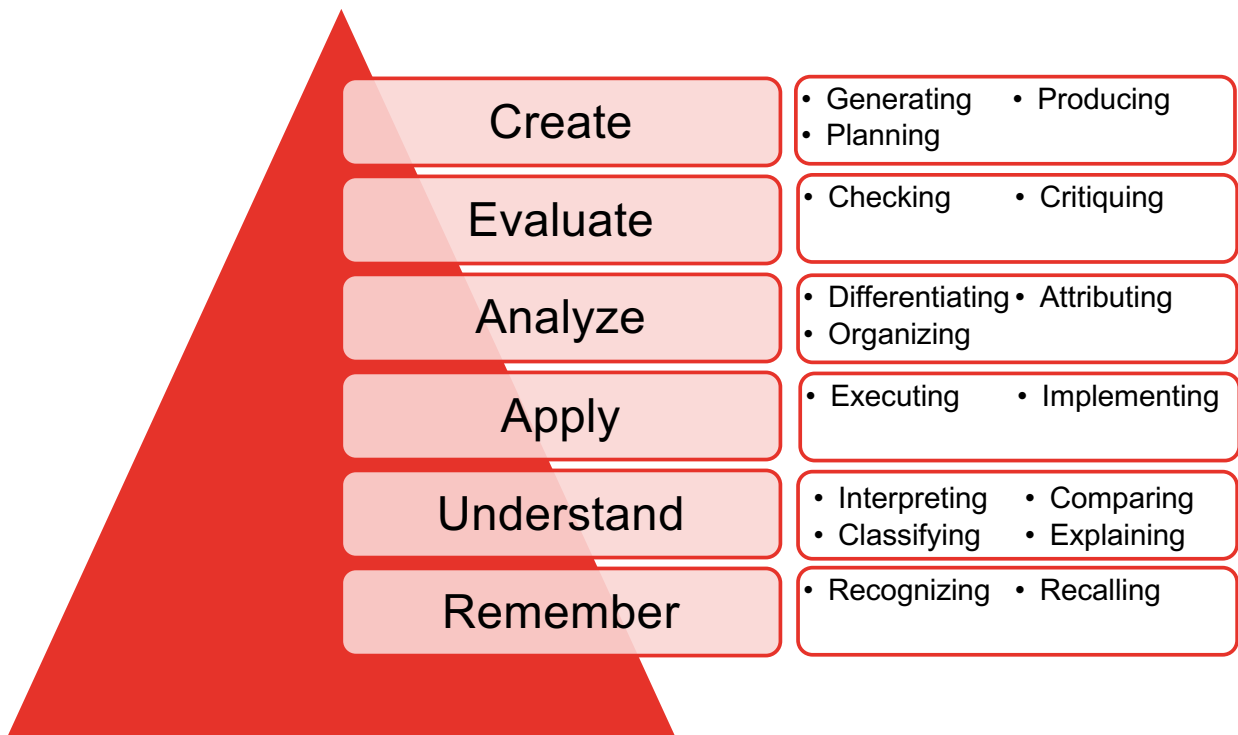 Create
• Generating • Producing
• Planning
Evaluate
• Checking • Critiquing
Analyze
• Differentiating • Attributing
• Organizing
Apply
• Executing • Implementing
Understand
• Interpreting • Comparing
• Classifying • Explaining
Remember
• Recognizing • Recalling